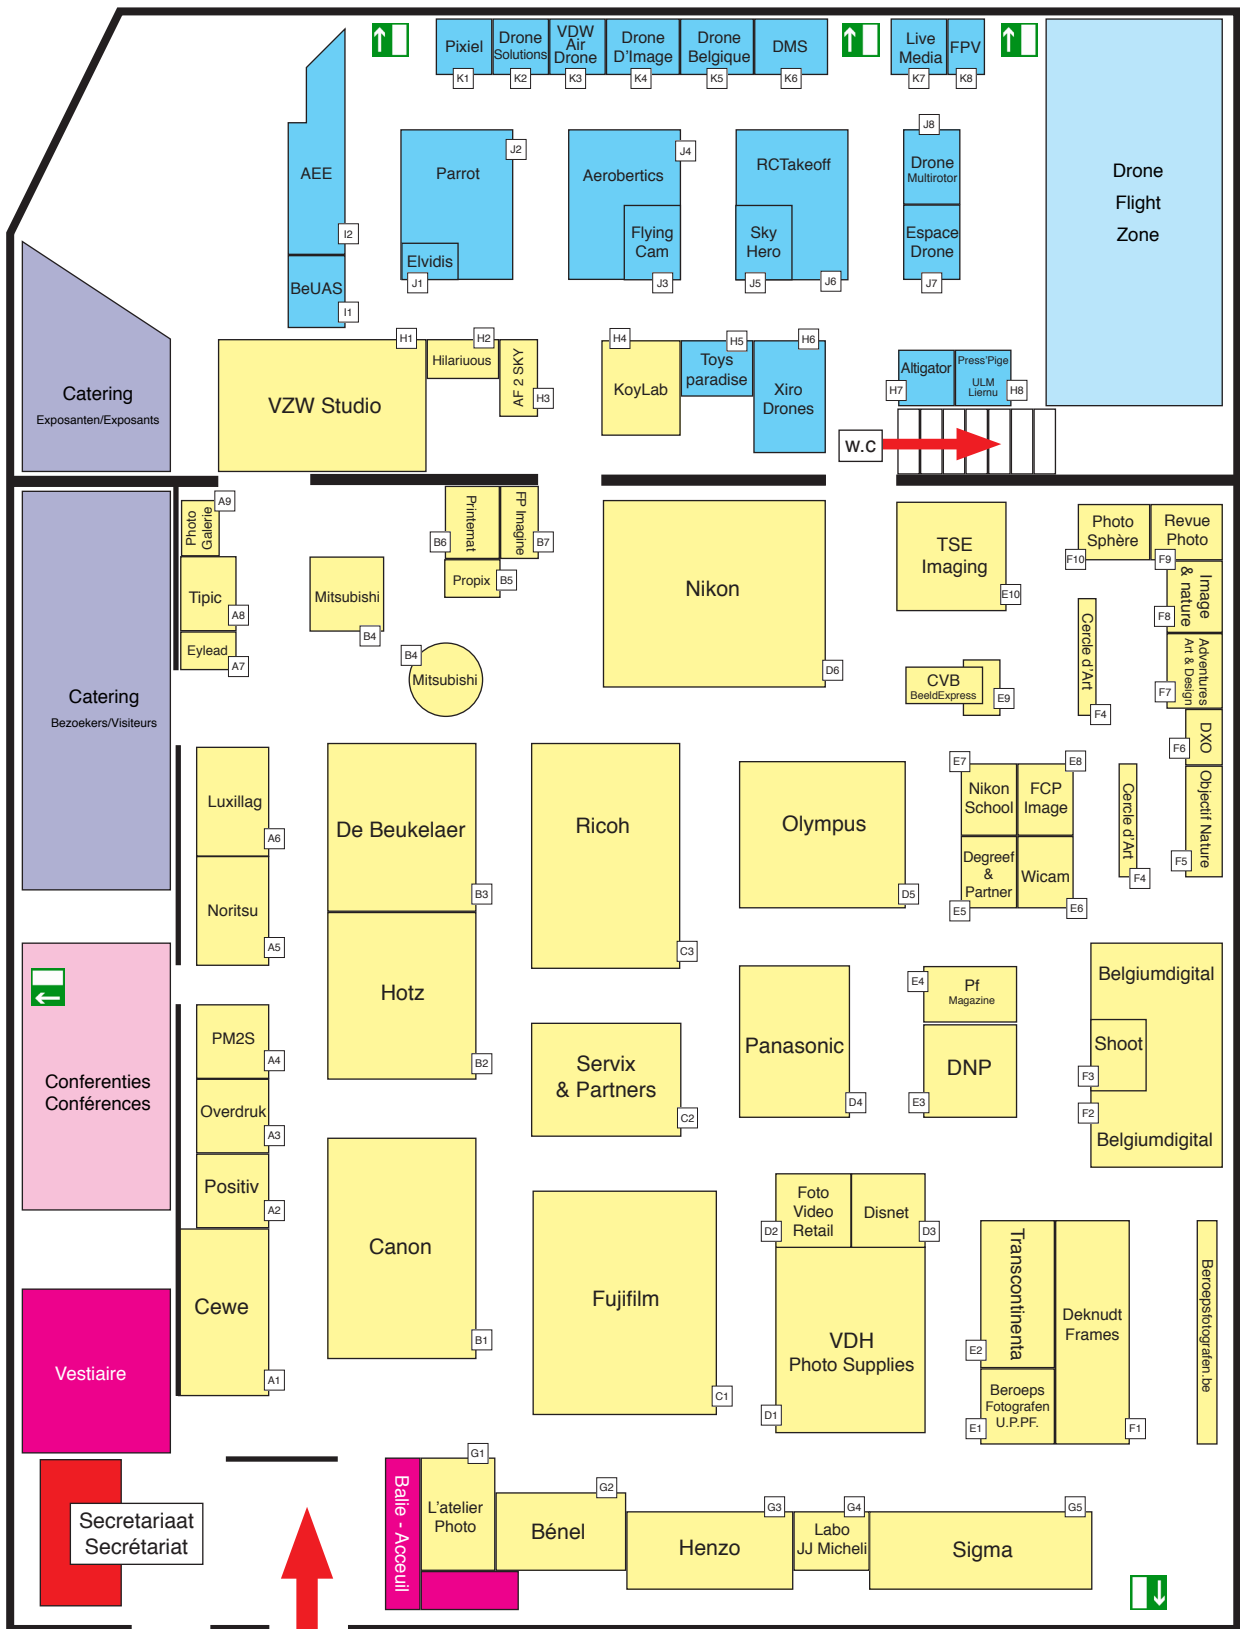 Pixiel
Drone
Solutions
VDW
Air
Drone
Drone
D'Image
Drone
Belgique
DMS
Live
Media
FPV
K1
K2
K3
K4
K5
K6
K7
K8
AEE
I2
BeUAS
I1
Parrot
J2
Elvidis
J1
Aerobertics
J4
Flying
Cam
J3
RCTakeoff
Sky
Hero
J5
J6
J8
Drone
Multirotor
Espace
Drone
J7
Drone
Flight
Zone
Catering
Exposanten/Exposants
VZW Studio
H1
Hilariuous
H2
AF 2 SKY
H3
H4
KoyLab
Toys
paradise
H5
Xiro
Drones
H6
Altigator
H7
Press'Pige
ULM
Liernu
H8
W.C
Catering
Bezoekers/Visiteurs
Photo
Galerie
A9
Tipic
A8
Eylead
A7
Mitsubishi
B4
Printemat
B6
FP Imagine
B7
Propix
B5
B4
Mitsubishi
Nikon
D6
TSE
Imaging
E10
CVB
BeeldExpress
E9
Photo
Sphère
F10
Revue
Photo
F9
Image
& nature
F8
Adventures
Art & Design
F7
DXO
F6
Objectif Nature
F5
Cercle d'Art
F4
Cercle d'Art
F4
Luxillag
A6
Noritsu
A5
De Beukelaer
B3
Hotz
B2
Ricoh
C3
Olympus
D5
E7
Nikon
School
E8
FCP
Image
Degreef
&
Partner
E5
Wicam
E6
Conferenties
Conférences
PM2S
A4
Overdruk
A3
Positiv
A2
Cewe
A1
Servix
& Partners
C2
Panasonic
D4
E4
Pf
Magazine
DNP
E3
Belgiumdigital
Shoot
F3
F2
Belgiumdigital
Canon
B1
Fujifilm
C1
Foto
Video
Retail
D2
Disnet
D3
VDH
Photo Supplies
D1
Transcontinenta
E2
Beroeps
Fotografen
U.P.PF.
E1
Deknudt
Frames
F1
Beroepsfotografen.be
Vestiaire
Secretariaat
Secrétariat
Balie - Acceuil
G1
L'atelier
Photo
G2
Bénel
G3
Henzo
G4
Labo
JJ Micheli
G5
Sigma